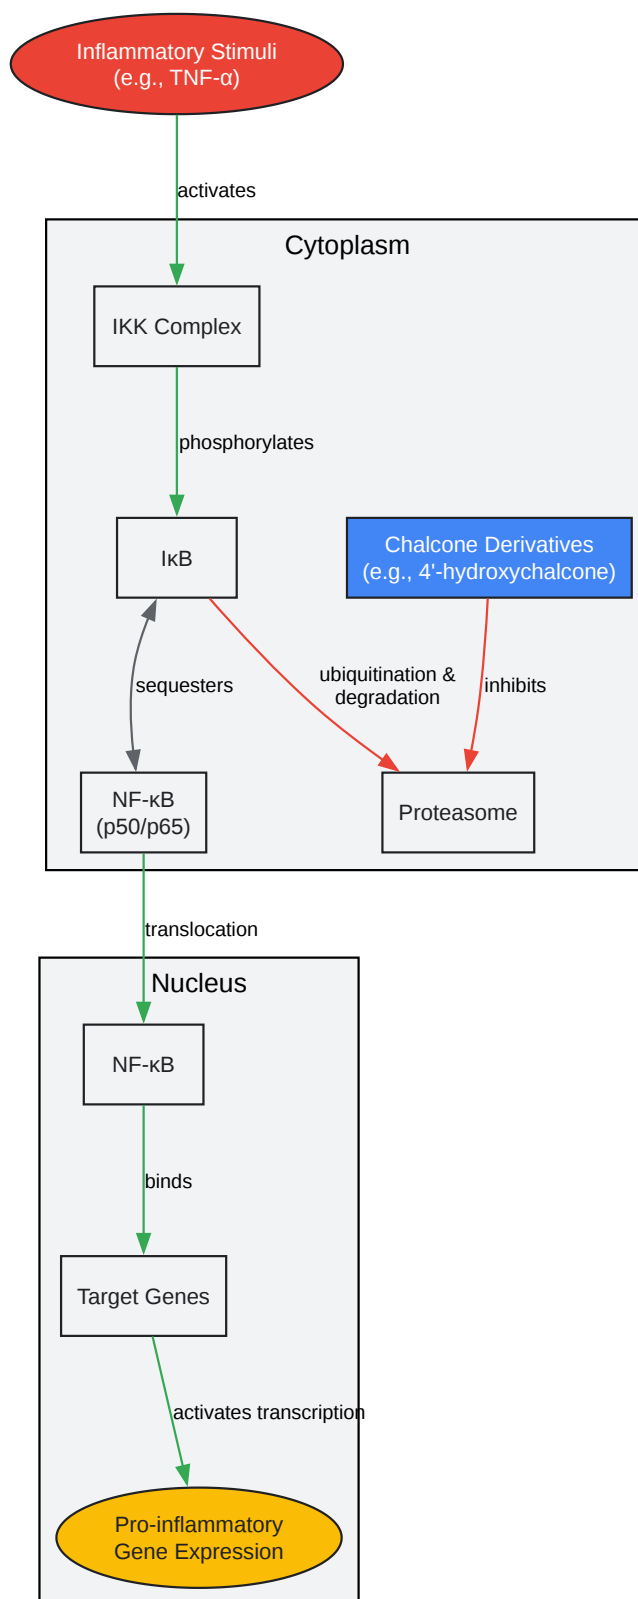 Inflammatory Stimuli
(e.g., TNF-α)
activates
Cytoplasm
IKK Complex
phosphorylates
IκB
Chalcone Derivatives
(e.g., 4'-hydroxychalcone)
sequesters
ubiquitination &
degradation
inhibits
NF-κB
(p50/p65)
Proteasome
translocation
Nucleus
NF-κB
binds
Target Genes
activates transcription
Pro-inflammatory
Gene Expression